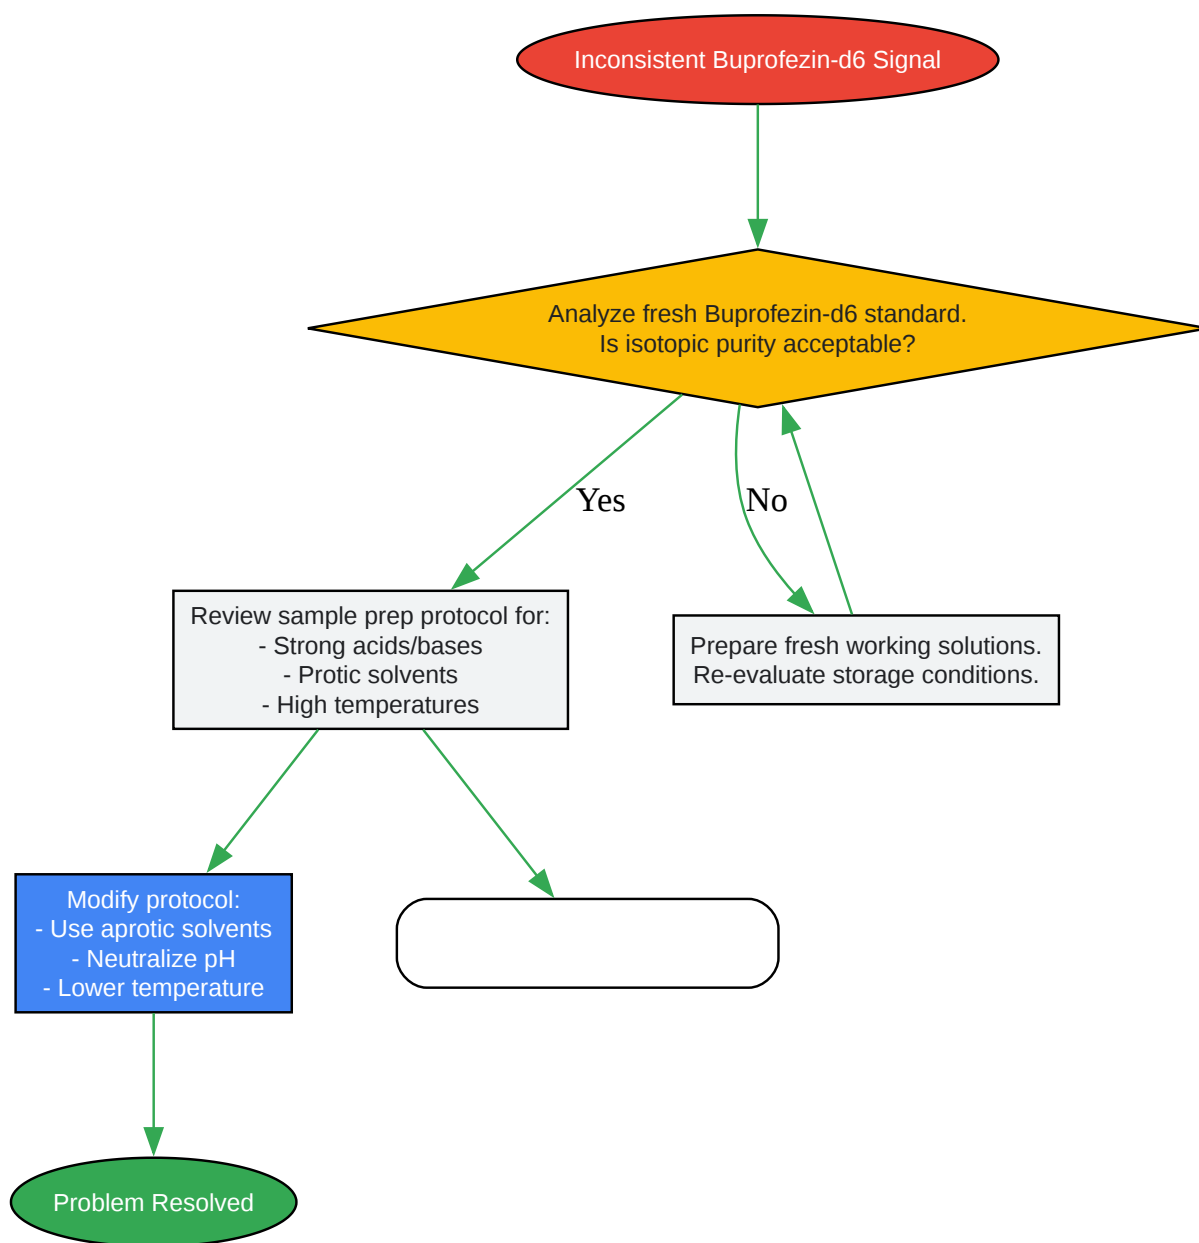 Inconsistent Buprofezin-d6 Signal
Analyze fresh Buprofezin-d6 standard.
Is isotopic purity acceptable?
Yes
No
Review sample prep protocol for:
- Strong acids/bases
- Protic solvents
- High temperatures
Prepare fresh working solutions.
Re-evaluate storage conditions.
Modify protocol:
- Use aprotic solvents
- Neutralize pH
- Lower temperature
Problem Resolved